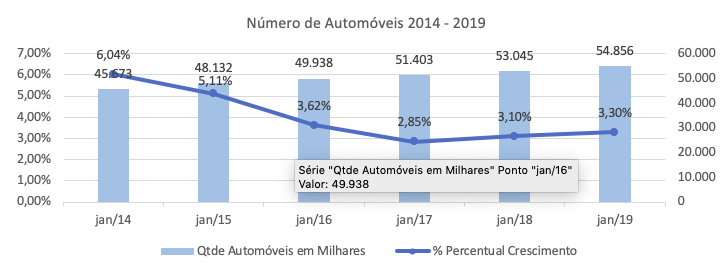 Número de Automóveis 2014 - 2019
7,00% 6,04% 60.000
45.673 48.132 49.938 51.403 53.045 54.856
6,00% 5,11% 50.000
5,00% 40.000
4,00% 3,62% 2,85% 3,10% 3,30%
3,00% 30.000
2,00% 20.000
Série "Qtde Automóveis em Milhares" Ponto "jan/16"
Valor: 49.938
1,00% 10.000
0,00% 0
jan/14 jan/15 jan/16 jan/17 jan/18 jan/19
Qtde Automóveis em Milhares % Percentual Crescimento